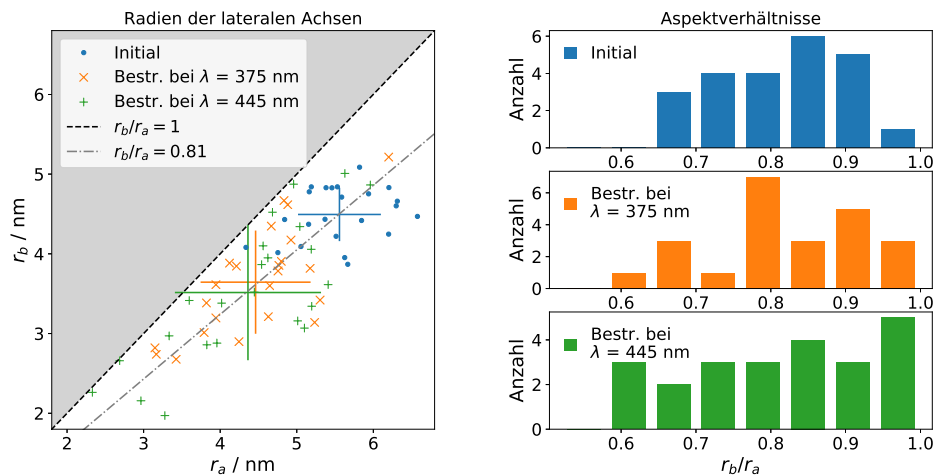 Radien der lateralen Achsen
Initial
Bestr. bei λ = 375 nm
Bestr. bei λ = 445 nm
r_b/r_a = 1
r_b/r_a = 0.81
r_b / nm
6
5
4
3
2
2 3 4 5 6
r_a / nm
Aspektverhältnisse
Initial
Anzahl
6
4
2
0
0.6 0.7 0.8 0.9 1.0
Bestr. bei
λ = 375 nm
Anzahl
6
4
2
0
0.6 0.7 0.8 0.9 1.0
Bestr. bei
λ = 445 nm
Anzahl
4
2
0
0.6 0.7 0.8 0.9 1.0
r_b/r_a